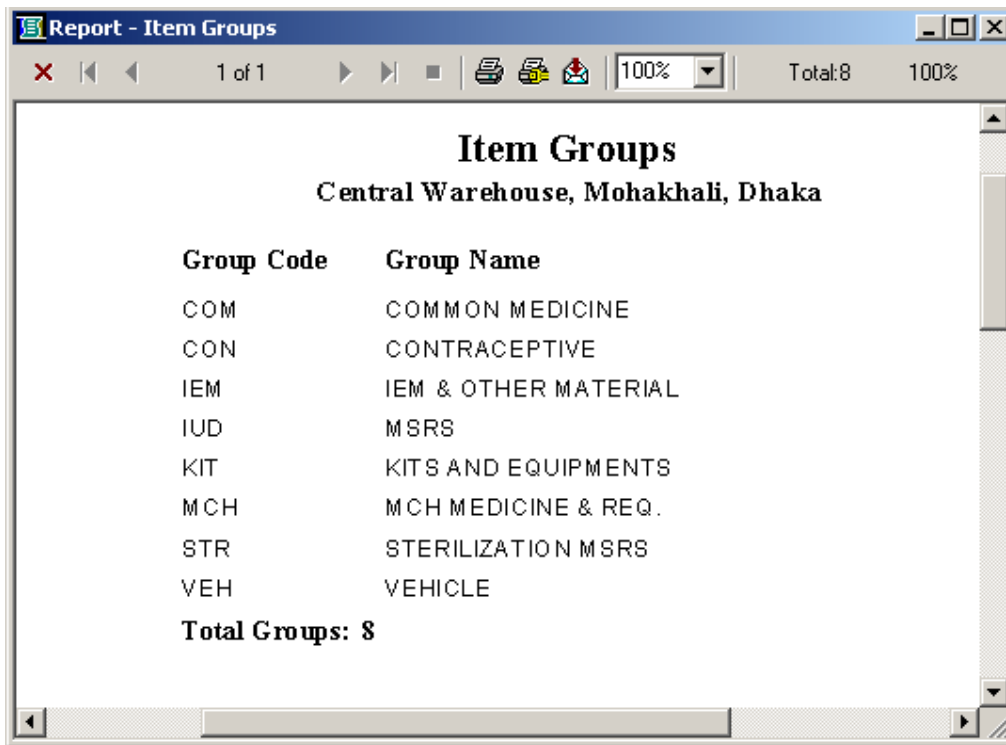 Report - Item Groups
1 of 1 100% Total:8 100%
Item Groups
Central Warehouse, Mohakhali, Dhaka
Group Code Group Name
COM COMMON MEDICINE
CON CONTRACEPTIVE
IEM IEM & OTHER MATERIAL
IUD MSRS
KIT KITS AND EQUIPMENTS
MCH MCH MEDICINE & REQ.
STR STERILIZATION MSRS
VEH VEHICLE
Total Groups: 8